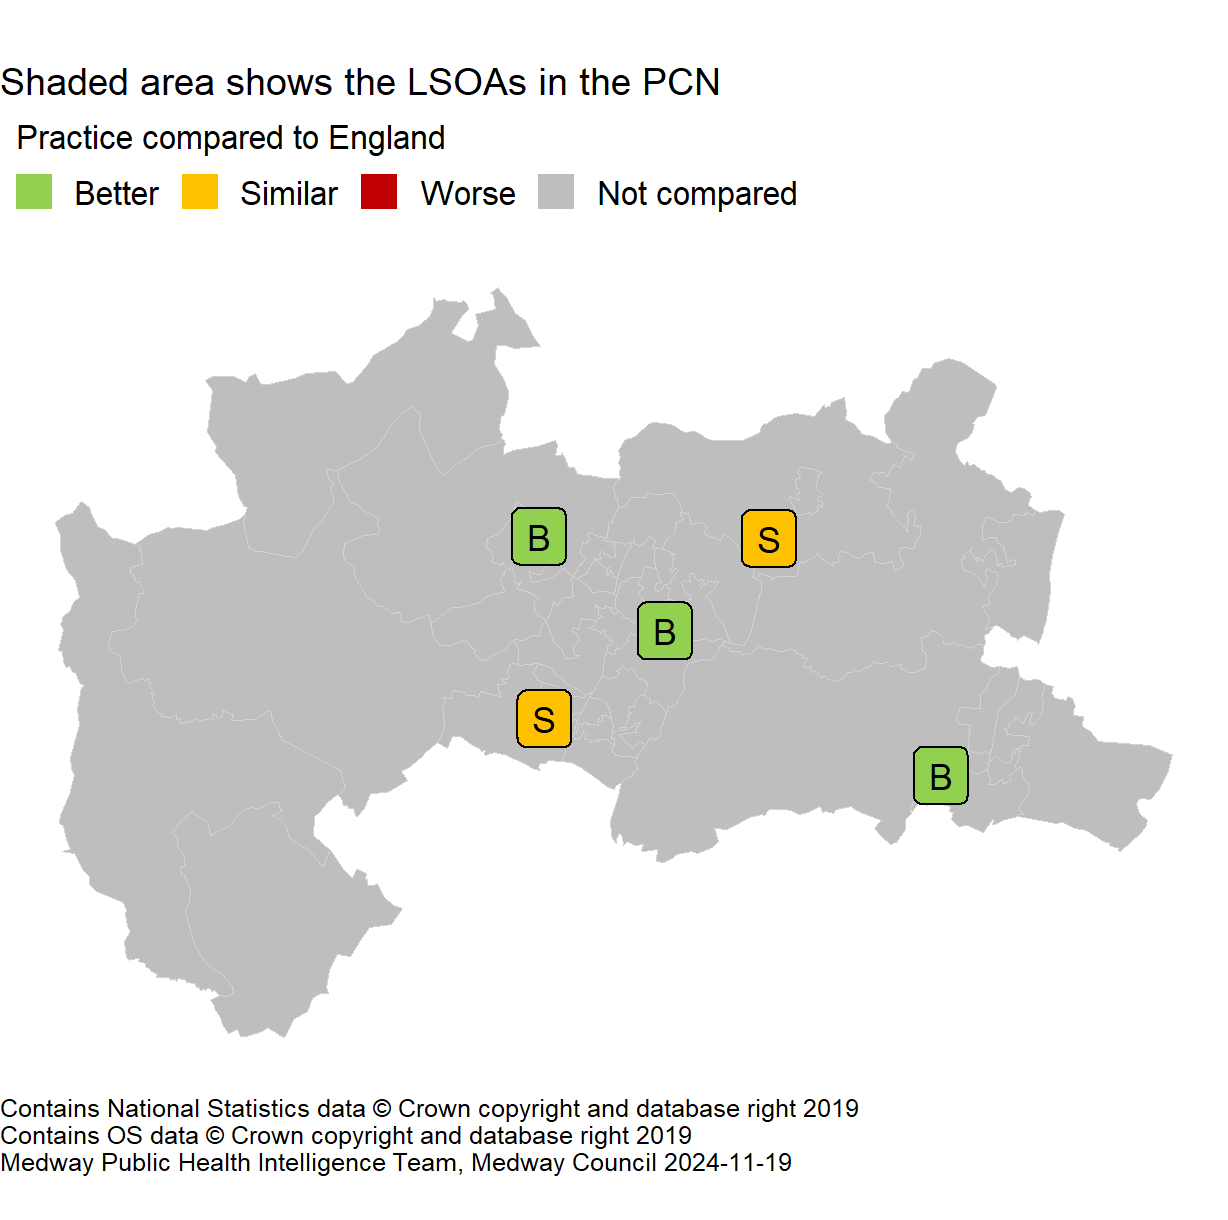 Shaded area shows the LSOAs in the PCN
Practice compared to England
Better Similar Worse Not compared
B
S
B
S
B
Contains National Statistics data © Crown copyright and database right 2019
Contains OS data © Crown copyright and database right 2019
Medway Public Health Intelligence Team, Medway Council 2024-11-19